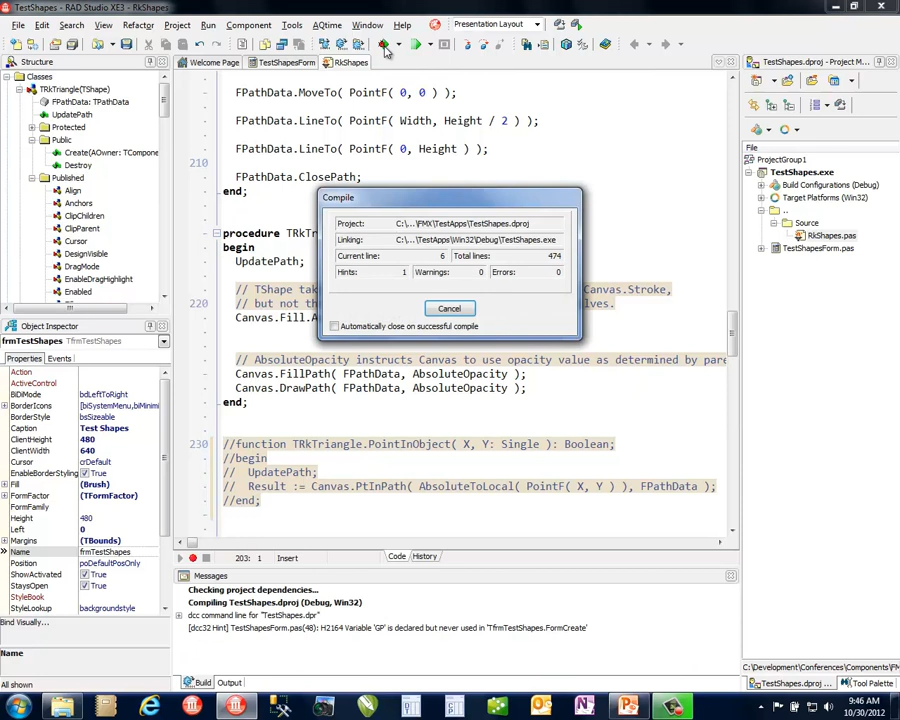 TestShapes - RAD Studio XE3 - RkShapes
File Edit Search View Refactor Project Run Component Tools AQtime Window Help Presentation Layout
Structure
Classes
TRkTriangle(TShape)
FPathData: TPathData
UpdatePath
Protected
Public
Create(AOwner: TCompone
Destroy
Published
Align
Anchors
ClipChildren
ClipParent
Cursor
DesignVisible
DragMode
EnableDragHighlight
Enabled
Object Inspector
frmTestShapes TfrmTestShapes
Properties Events
Action
ActiveControl
BiDiMode bdLeftToRight
BorderIcons [biSystemMenu,biMinimi
BorderStyle bsSizeable
Caption Test Shapes
ClientHeight 480
ClientWidth 640
Cursor crDefault
EnableBorderStyling True
Fill (Brush)
FormFactor (TFormFactor)
FormFamily
Height 480
Left 0
Margins (TBounds)
Name frmTestShapes
Position poDefaultPosOnly
ShowActivated True
StaysOpen True
StyleBook
StyleLookup backgroundstyle
Bind Visually...
Name
All shown
Welcome Page TestShapesForm RkShapes
FPathData.MoveTo( PointF( 0, 0 ) );
FPathData.LineTo( PointF( Width, Height / 2 ) );
FPathData.LineTo( PointF( 0, Height ) );
210
FPathData.ClosePath;
end;
procedure TRkT
begin
UpdatePath;
// TShape tak Canvas.Stroke,
220 // but not th lves.
Canvas.Fill.A
// AbsoluteOpacity instructs Canvas to use opacity value as determined by pare
Canvas.FillPath( FPathData, AbsoluteOpacity );
Canvas.DrawPath( FPathData, AbsoluteOpacity );
end;
230 //function TRkTriangle.PointInObject( X, Y: Single ): Boolean;
//begin
// UpdatePath;
// Result := Canvas.PtInPath( AbsoluteToLocal( PointF( X, Y ) ), FPathData );
//end;
203: 1 Insert Code History
Compile
Project: C:\...\FMX\TestApps\TestShapes.dproj
Linking: C:\...\TestApps\Win32\Debug\TestShapes.exe
Current line: 6 Total lines: 474
Hints: 1 Warnings: 0 Errors: 0
Cancel
Automatically close on successful compile
Messages
Checking project dependencies...
Compiling TestShapes.dproj (Debug, Win32)
dcc command line for "TestShapes.dpr"
[dcc32 Hint] TestShapesForm.pas(48): H2164 Variable 'GP' is declared but never used in 'TfrmTestShapes.FormCreate'
Build Output
TestShapes.dproj - Project M...
File
ProjectGroup1
TestShapes.exe
Build Configurations (Debug)
Target Platforms (Win32)
..
Source
RkShapes.pas
TestShapesForm.pas
C:\Development\Conferences\Components\FM
TestShapes.dproj ... Tool Palette
9:46 AM
10/30/2012